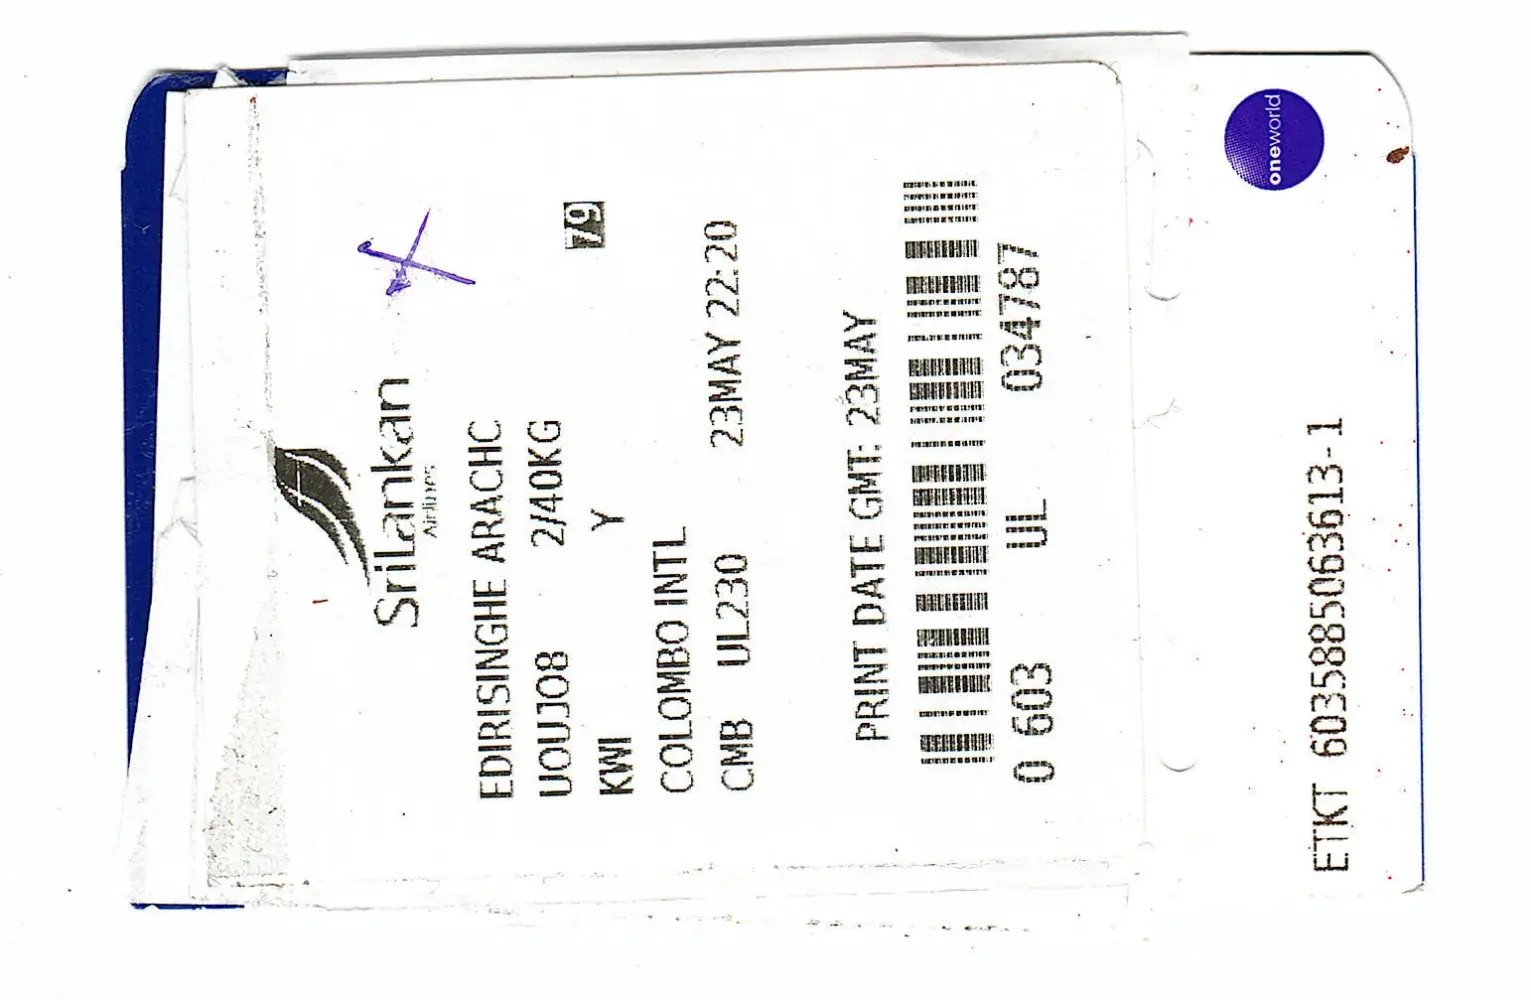 SriLankan
Airlines
EDIRISINGHE ARACHC
UOUJO8 2/40KG 79
KWI Y
COLOMBO INTL
CMB UL230 23MAY 22:20
PRINT DATE GMT: 23MAY
0 603 UL 034787
oneworld
ETKT 6035885063613-1